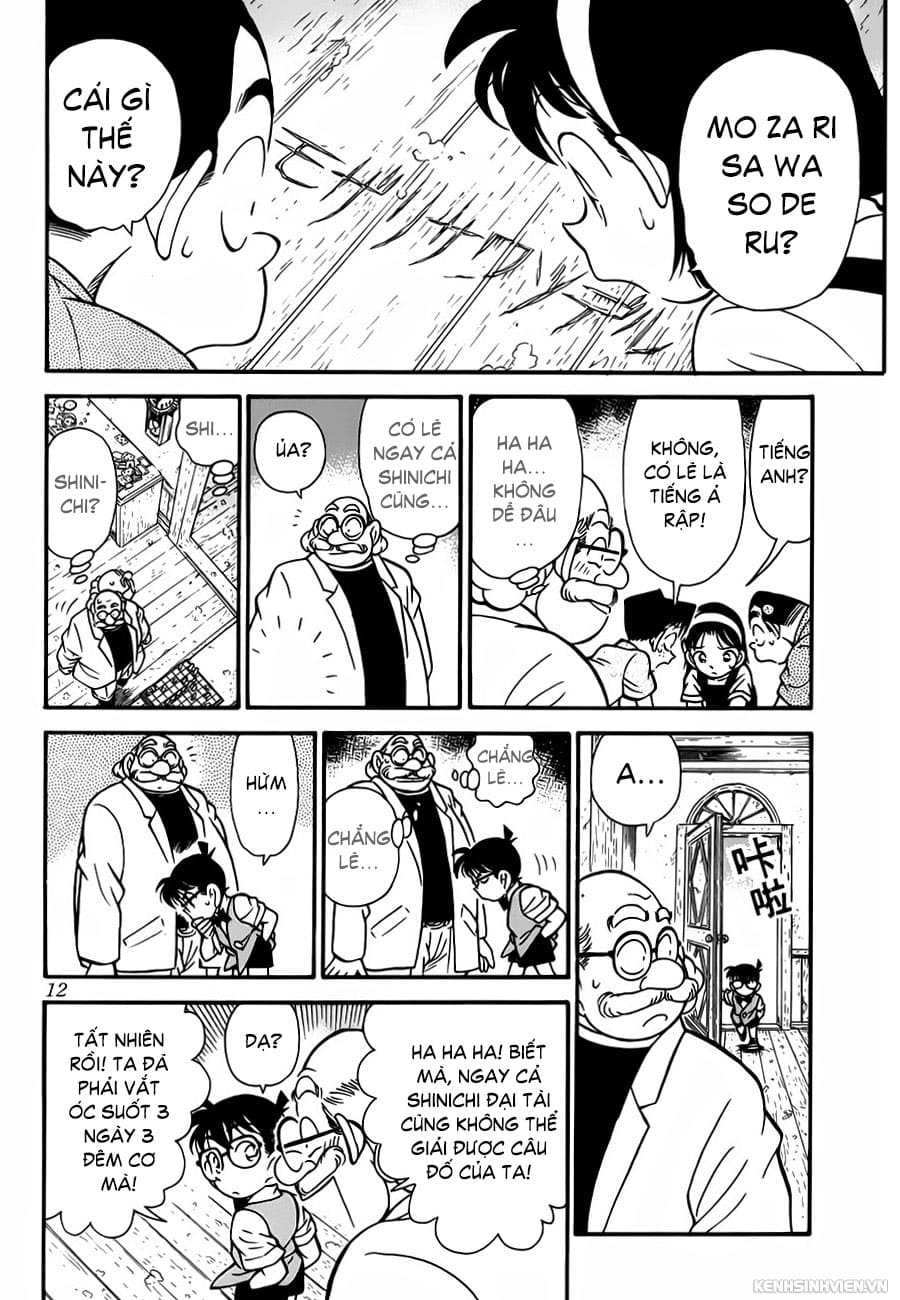 MO ZA RI
SA WA
SO DE
RU?
CÁI GÌ
THẾ
NÀY?
TIẾNG
ANH?
KHÔNG,
CÓ LẼ LÀ
TIẾNG Ả
RẬP!
HA HA
HA...
KHÔNG
DỄ ĐÂU
...
CÓ LẼ
NGAY CẢ
SHINICHI
CŨNG...
ỦA?
SHI...
SHINI-
CHI?
A...
咔啦
CHẲNG
LẼ...
CHẲNG
LẼ...
HỪM
...
12
HA HA HA! BIẾT
MÀ, NGAY CẢ
SHINICHI ĐẠI TÀI
CŨNG KHÔNG THỂ
GIẢI ĐƯỢC CÂU
ĐỐ CỦA TA!
DẠ?
TẤT NHIÊN
RỒI! TA ĐÃ
PHẢI VẮT
ÓC SUỐT 3
NGÀY 3
ĐÊM CƠ
MÀ!
KENHSINHVIEN.VN